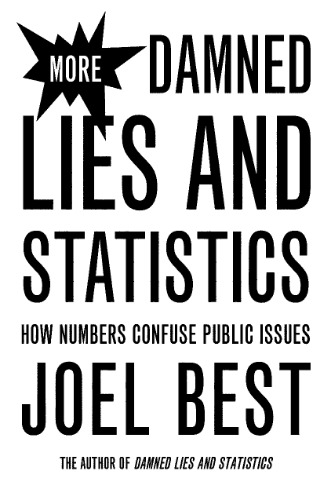 MORE DAMNED
LIES AND
STATISTICS
HOW NUMBERS CONFUSE PUBLIC ISSUES
JOEL BEST
THE AUTHOR OF DAMNED LIES AND STATISTICS